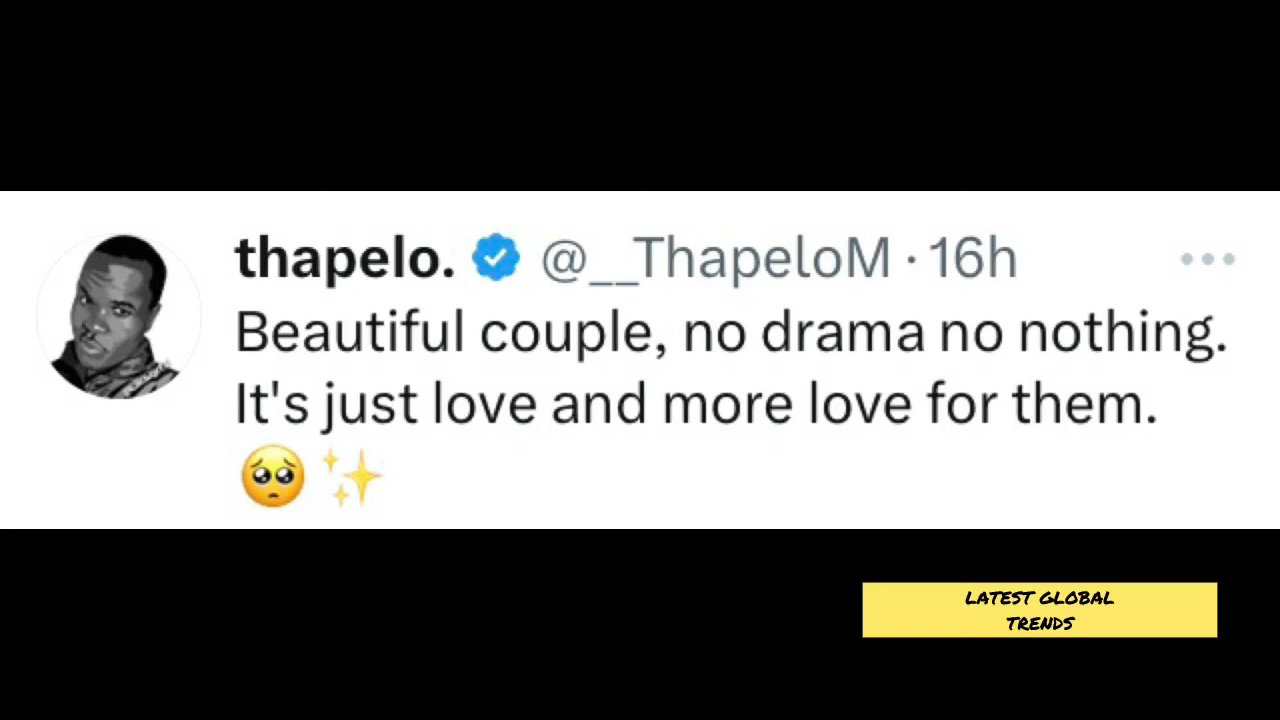 thapelo. @__ThapeloM · 16h
Beautiful couple, no drama no nothing.
It's just love and more love for them.
🥺 ✨
LATEST GLOBAL
TRENDS